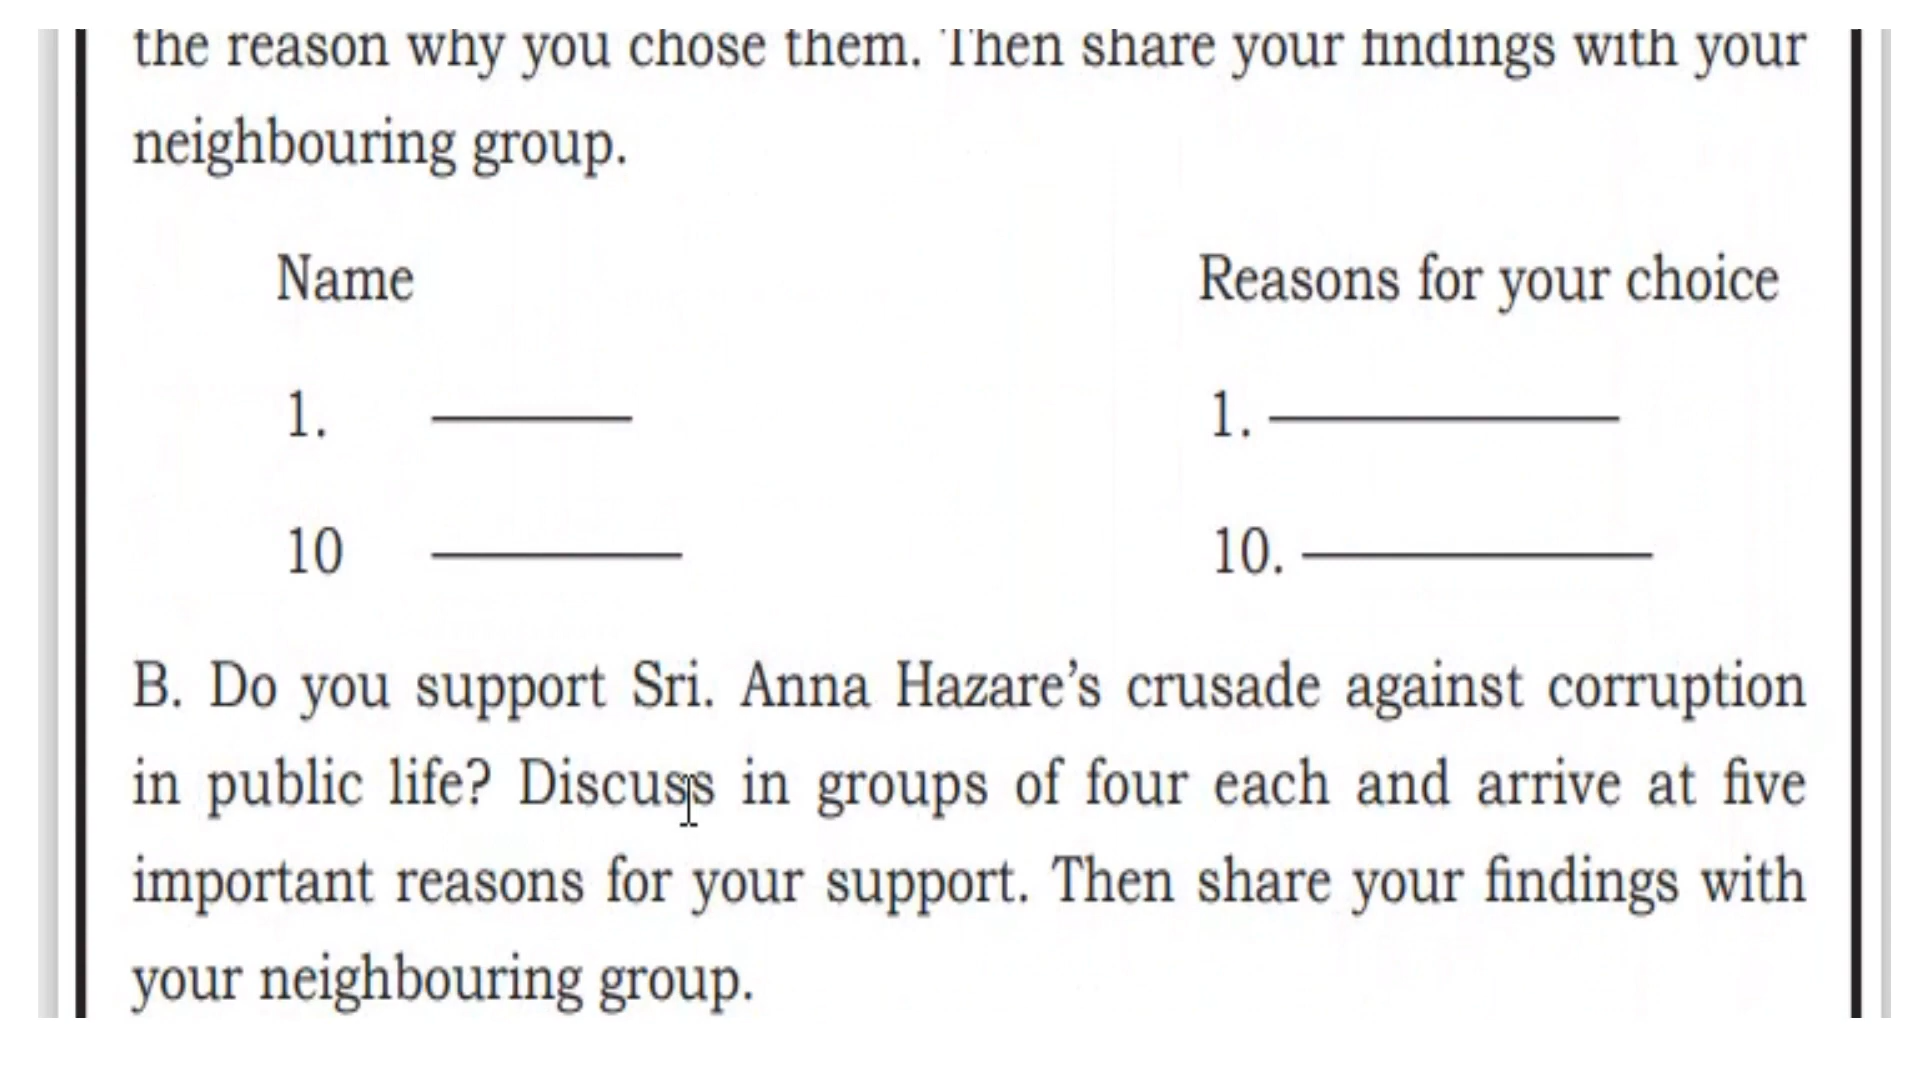 the reason why you chose them. Then share your findings with your
neighbouring group.
Name Reasons for your choice
1. 1.
10 10.
B. Do you support Sri. Anna Hazare’s crusade against corruption
in public life? Discuss in groups of four each and arrive at five
important reasons for your support. Then share your findings with
your neighbouring group.